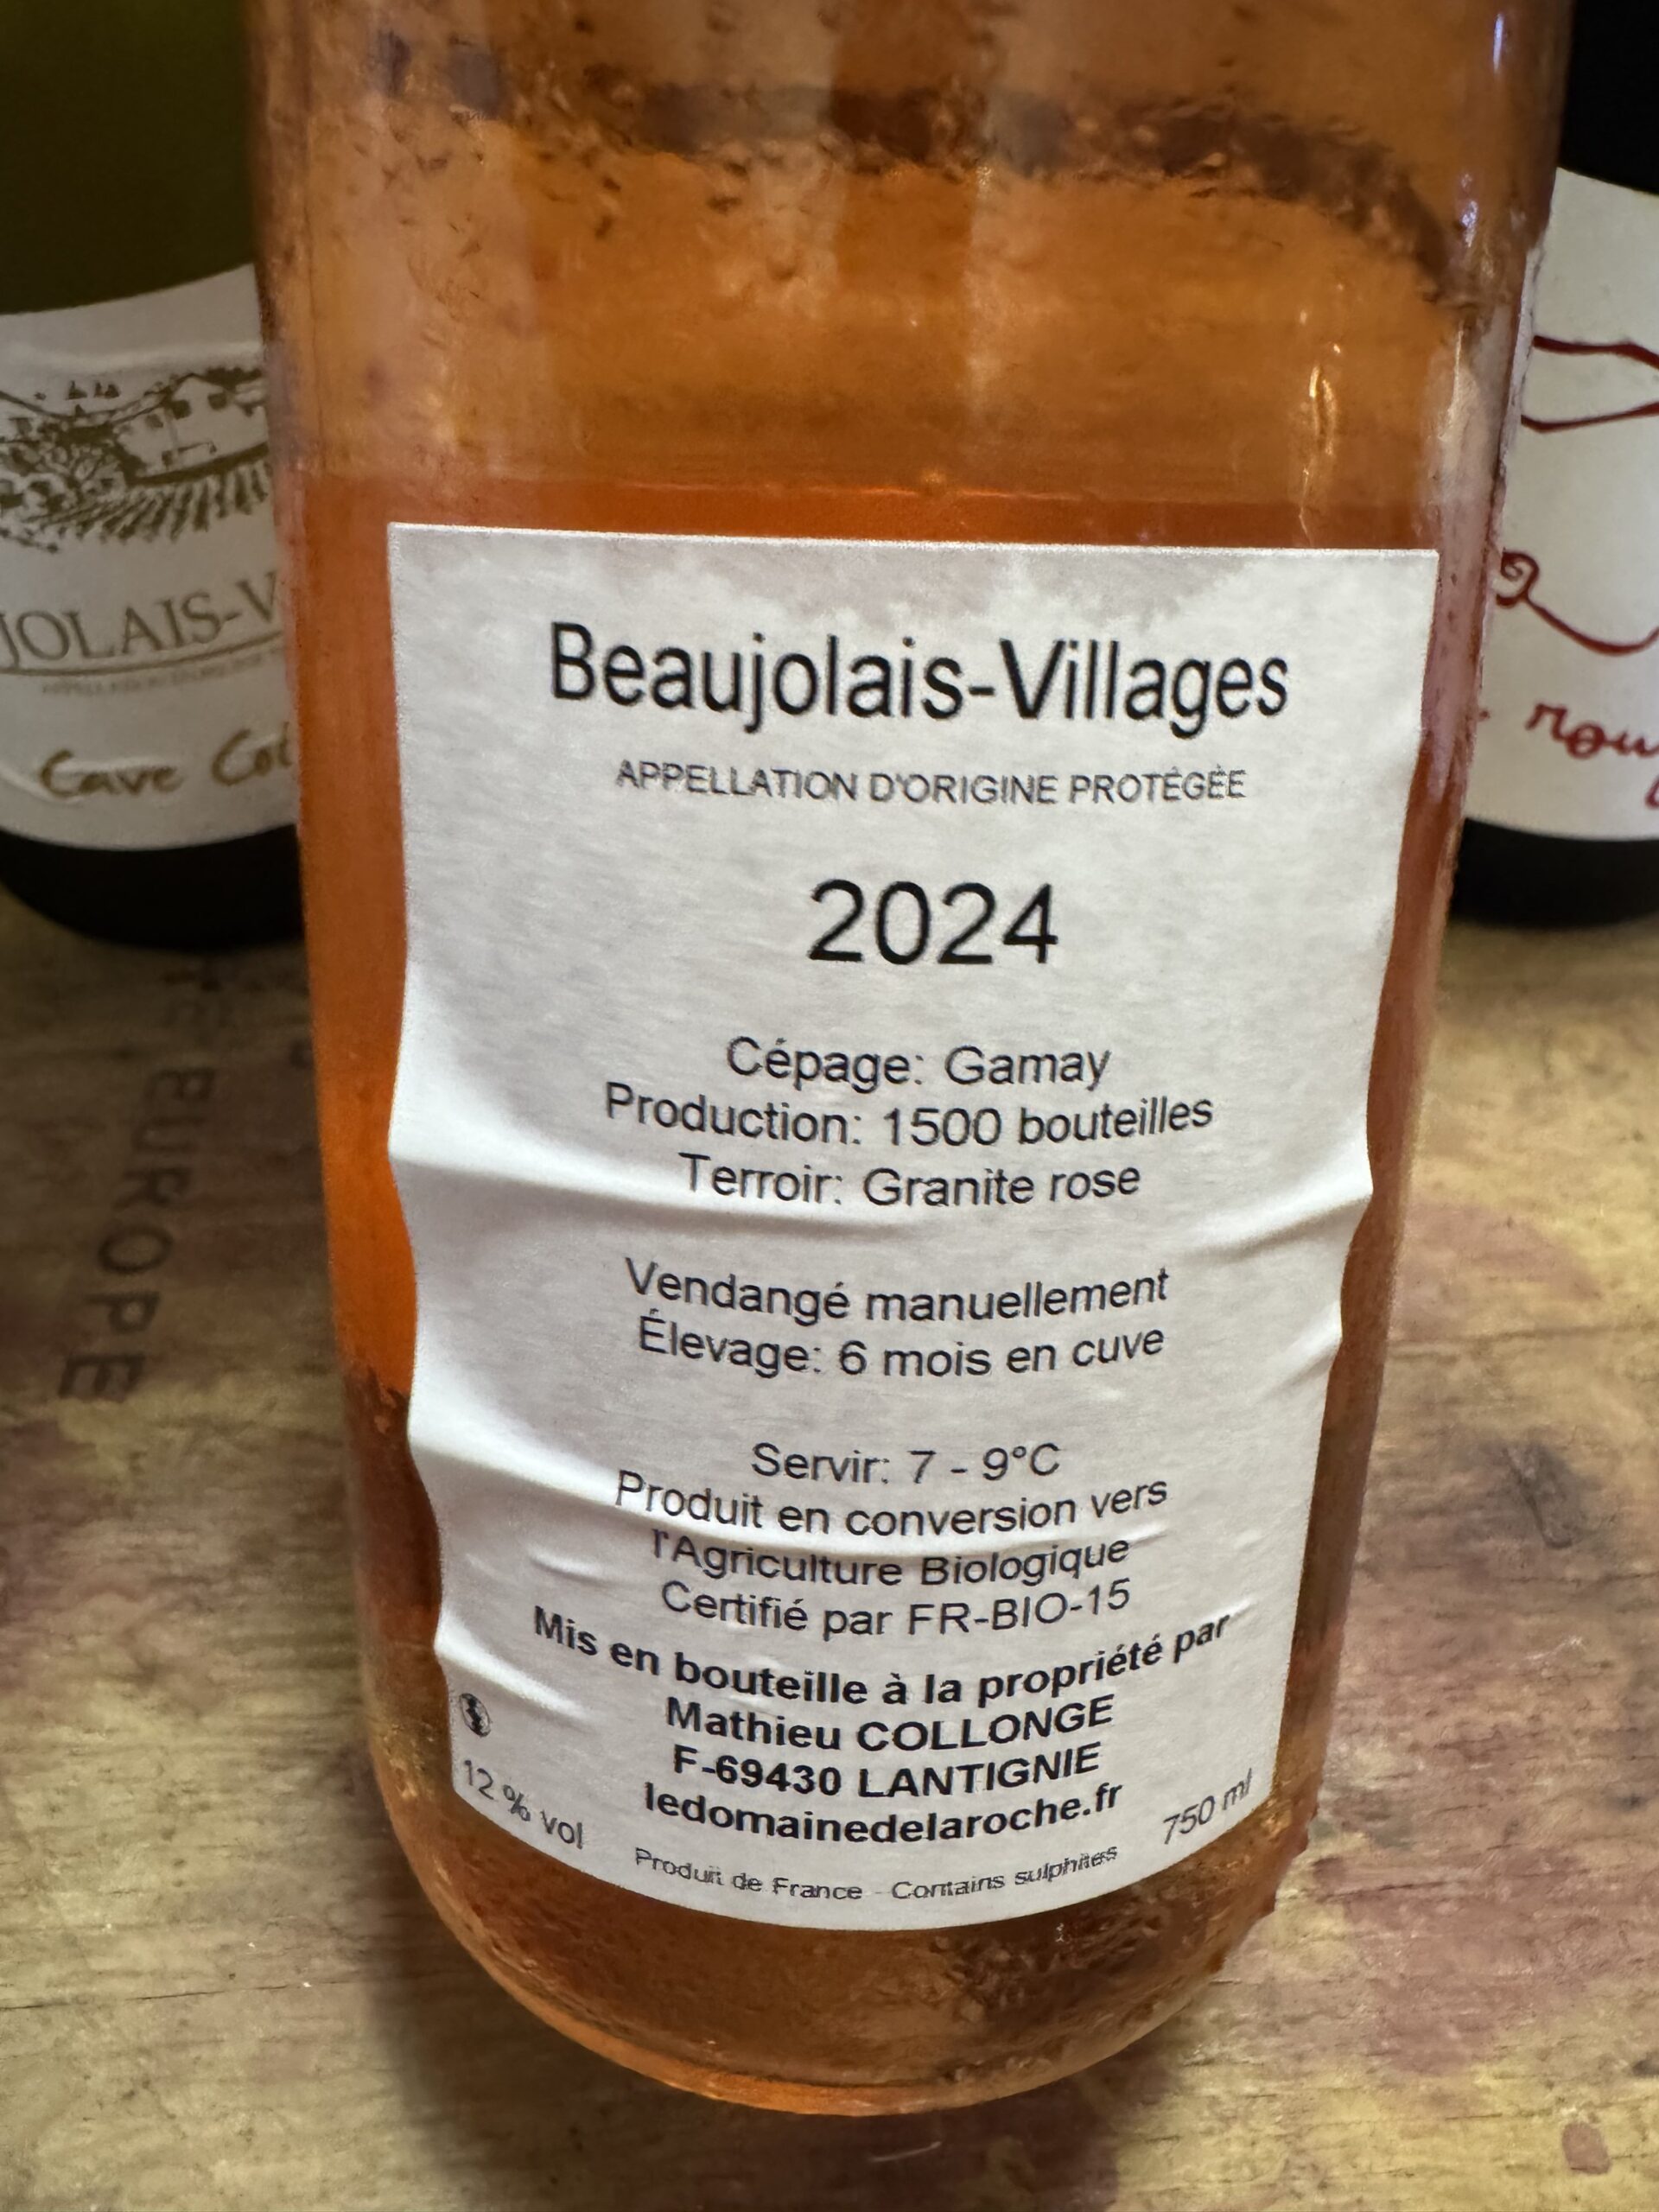 Beaujolais-Villages
APPELLATION D'ORIGINE PROTÉGÉE
2024
Cépage: Gamay
Production: 1500 bouteilles
Terroir: Granite rose
Vendangé manuellement
Élevage: 6 mois en cuve
Servir: 7 - 9°C
Produit en conversion vers
l'Agriculture Biologique
Certifié par FR-BIO-15
Mis en bouteille à la propriété par
Mathieu COLLONGE
F-69430 LANTIGNIE
ledomainedelaroche.fr
12 % vol
750 ml
Produit de France - Contains sulphites
JOLAIS-V
Cave
EUROPE